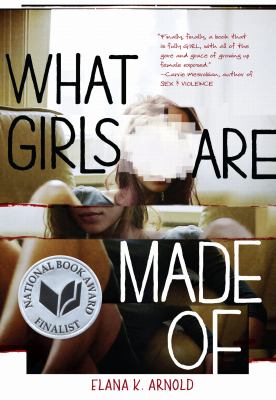 "Finally, finally, a book that
is fully GIRL, with all of the
gore and grace of growing up
female exposed."
—Carrie Mesrobian, author of
SEX & VIOLENCE
WHAT
GIRLS
ARE
MADE
OF
NATIONAL BOOK AWARD
FINALIST
ELANA K. ARNOLD